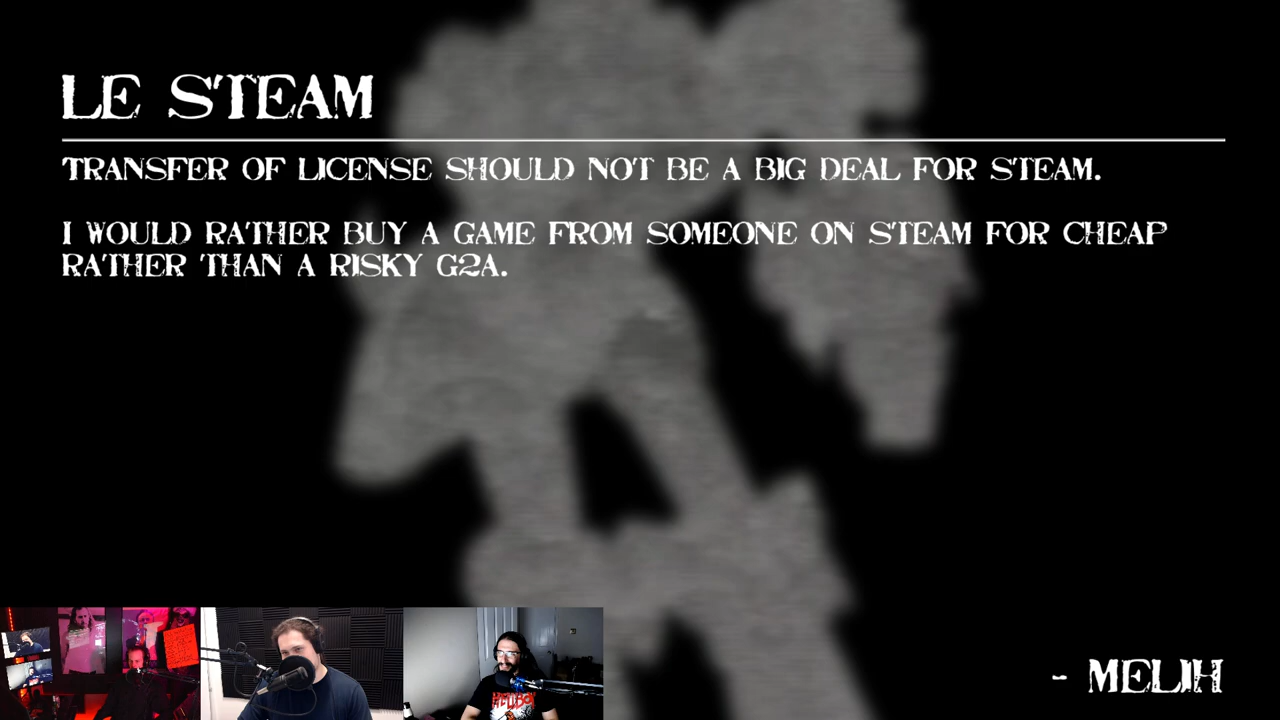 LE STEAM
TRANSFER OF LICENSE SHOULD NOT BE A BIG DEAL FOR STEAM.
I WOULD RATHER BUY A GAME FROM SOMEONE ON STEAM FOR CHEAP
RATHER THAN A RISKY G2A.
HELLBOY
- MELIH